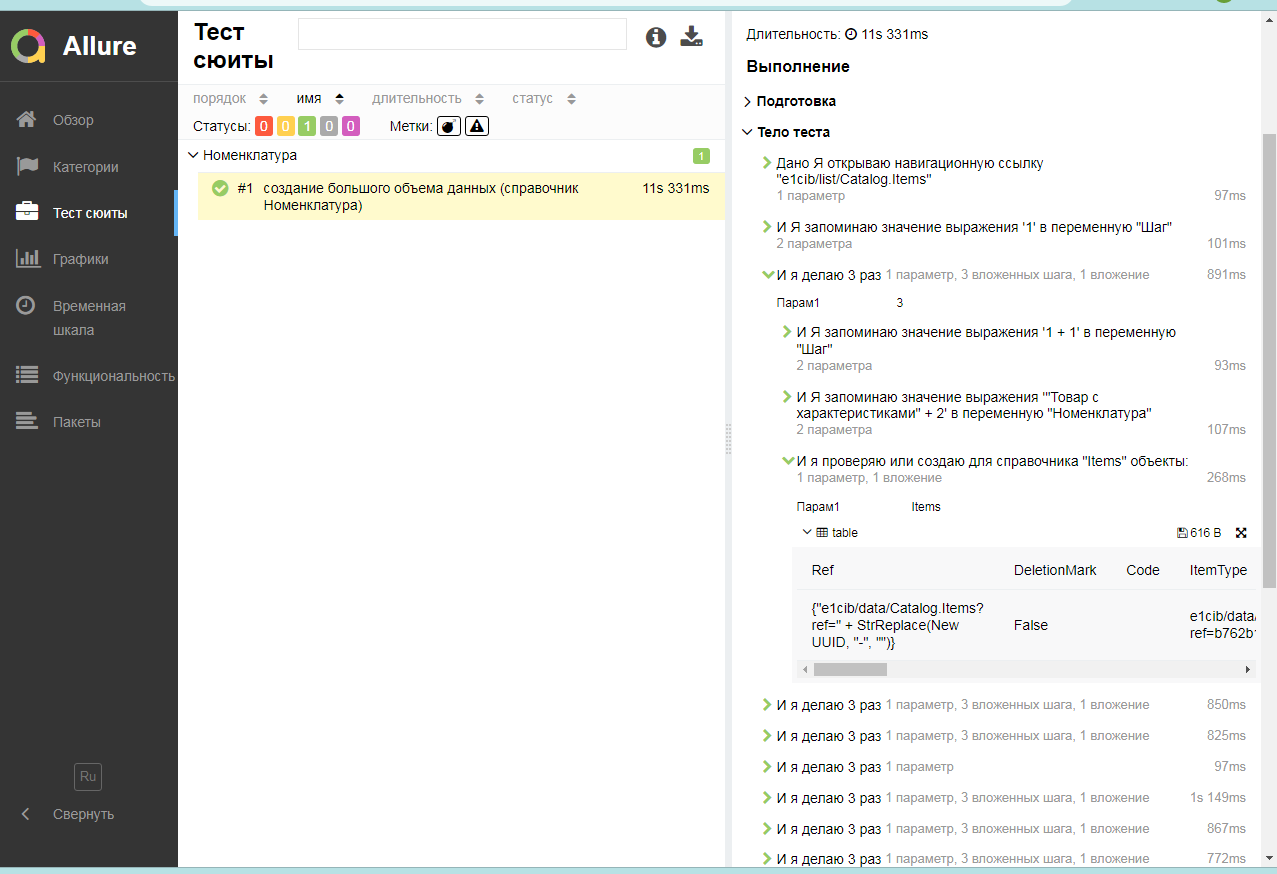 Allure
Обзор
Категории
Тест сюиты
Графики
Временная
шкала
Функциональность
Пакеты
Ru
Свернуть
Тест
сюиты
порядок имя длительность статус
Статусы: 0 0 1 0 0 Метки:
Номенклатура 1
#1 создание большого объема данных (справочник 11s 331ms
Номенклатура)
Длительность: 11s 331ms
Выполнение
Подготовка
Тело теста
Дано Я открываю навигационную ссылку
"e1cib/list/Catalog.Items"
1 параметр 97ms
И Я запоминаю значение выражения '1' в переменную "Шаг"
2 параметра 101ms
И я делаю 3 раз 1 параметр, 3 вложенных шага, 1 вложение 891ms
Парам1 3
И Я запоминаю значение выражения '1 + 1' в переменную
"Шаг"
2 параметра 93ms
И Я запоминаю значение выражения '"Товар с
характеристиками" + 2' в переменную "Номенклатура"
2 параметра 107ms
И я проверяю или создаю для справочника "Items" объекты:
1 параметр, 1 вложение 268ms
Парам1 Items
table 616 B
Ref DeletionMark Code ItemType
{"e1cib/data/Catalog.Items?
ref=" + StrReplace(New
UUID, "-", "")}
False
e1cib/data/
ref=b762b1
И я делаю 3 раз 1 параметр, 3 вложенных шага, 1 вложение 850ms
И я делаю 3 раз 1 параметр, 3 вложенных шага, 1 вложение 825ms
И я делаю 3 раз 1 параметр 97ms
И я делаю 3 раз 1 параметр, 3 вложенных шага, 1 вложение 1s 149ms
И я делаю 3 раз 1 параметр, 3 вложенных шага, 1 вложение 867ms
И я делаю 3 раз 1 параметр, 3 вложенных шага, 1 вложение 772ms